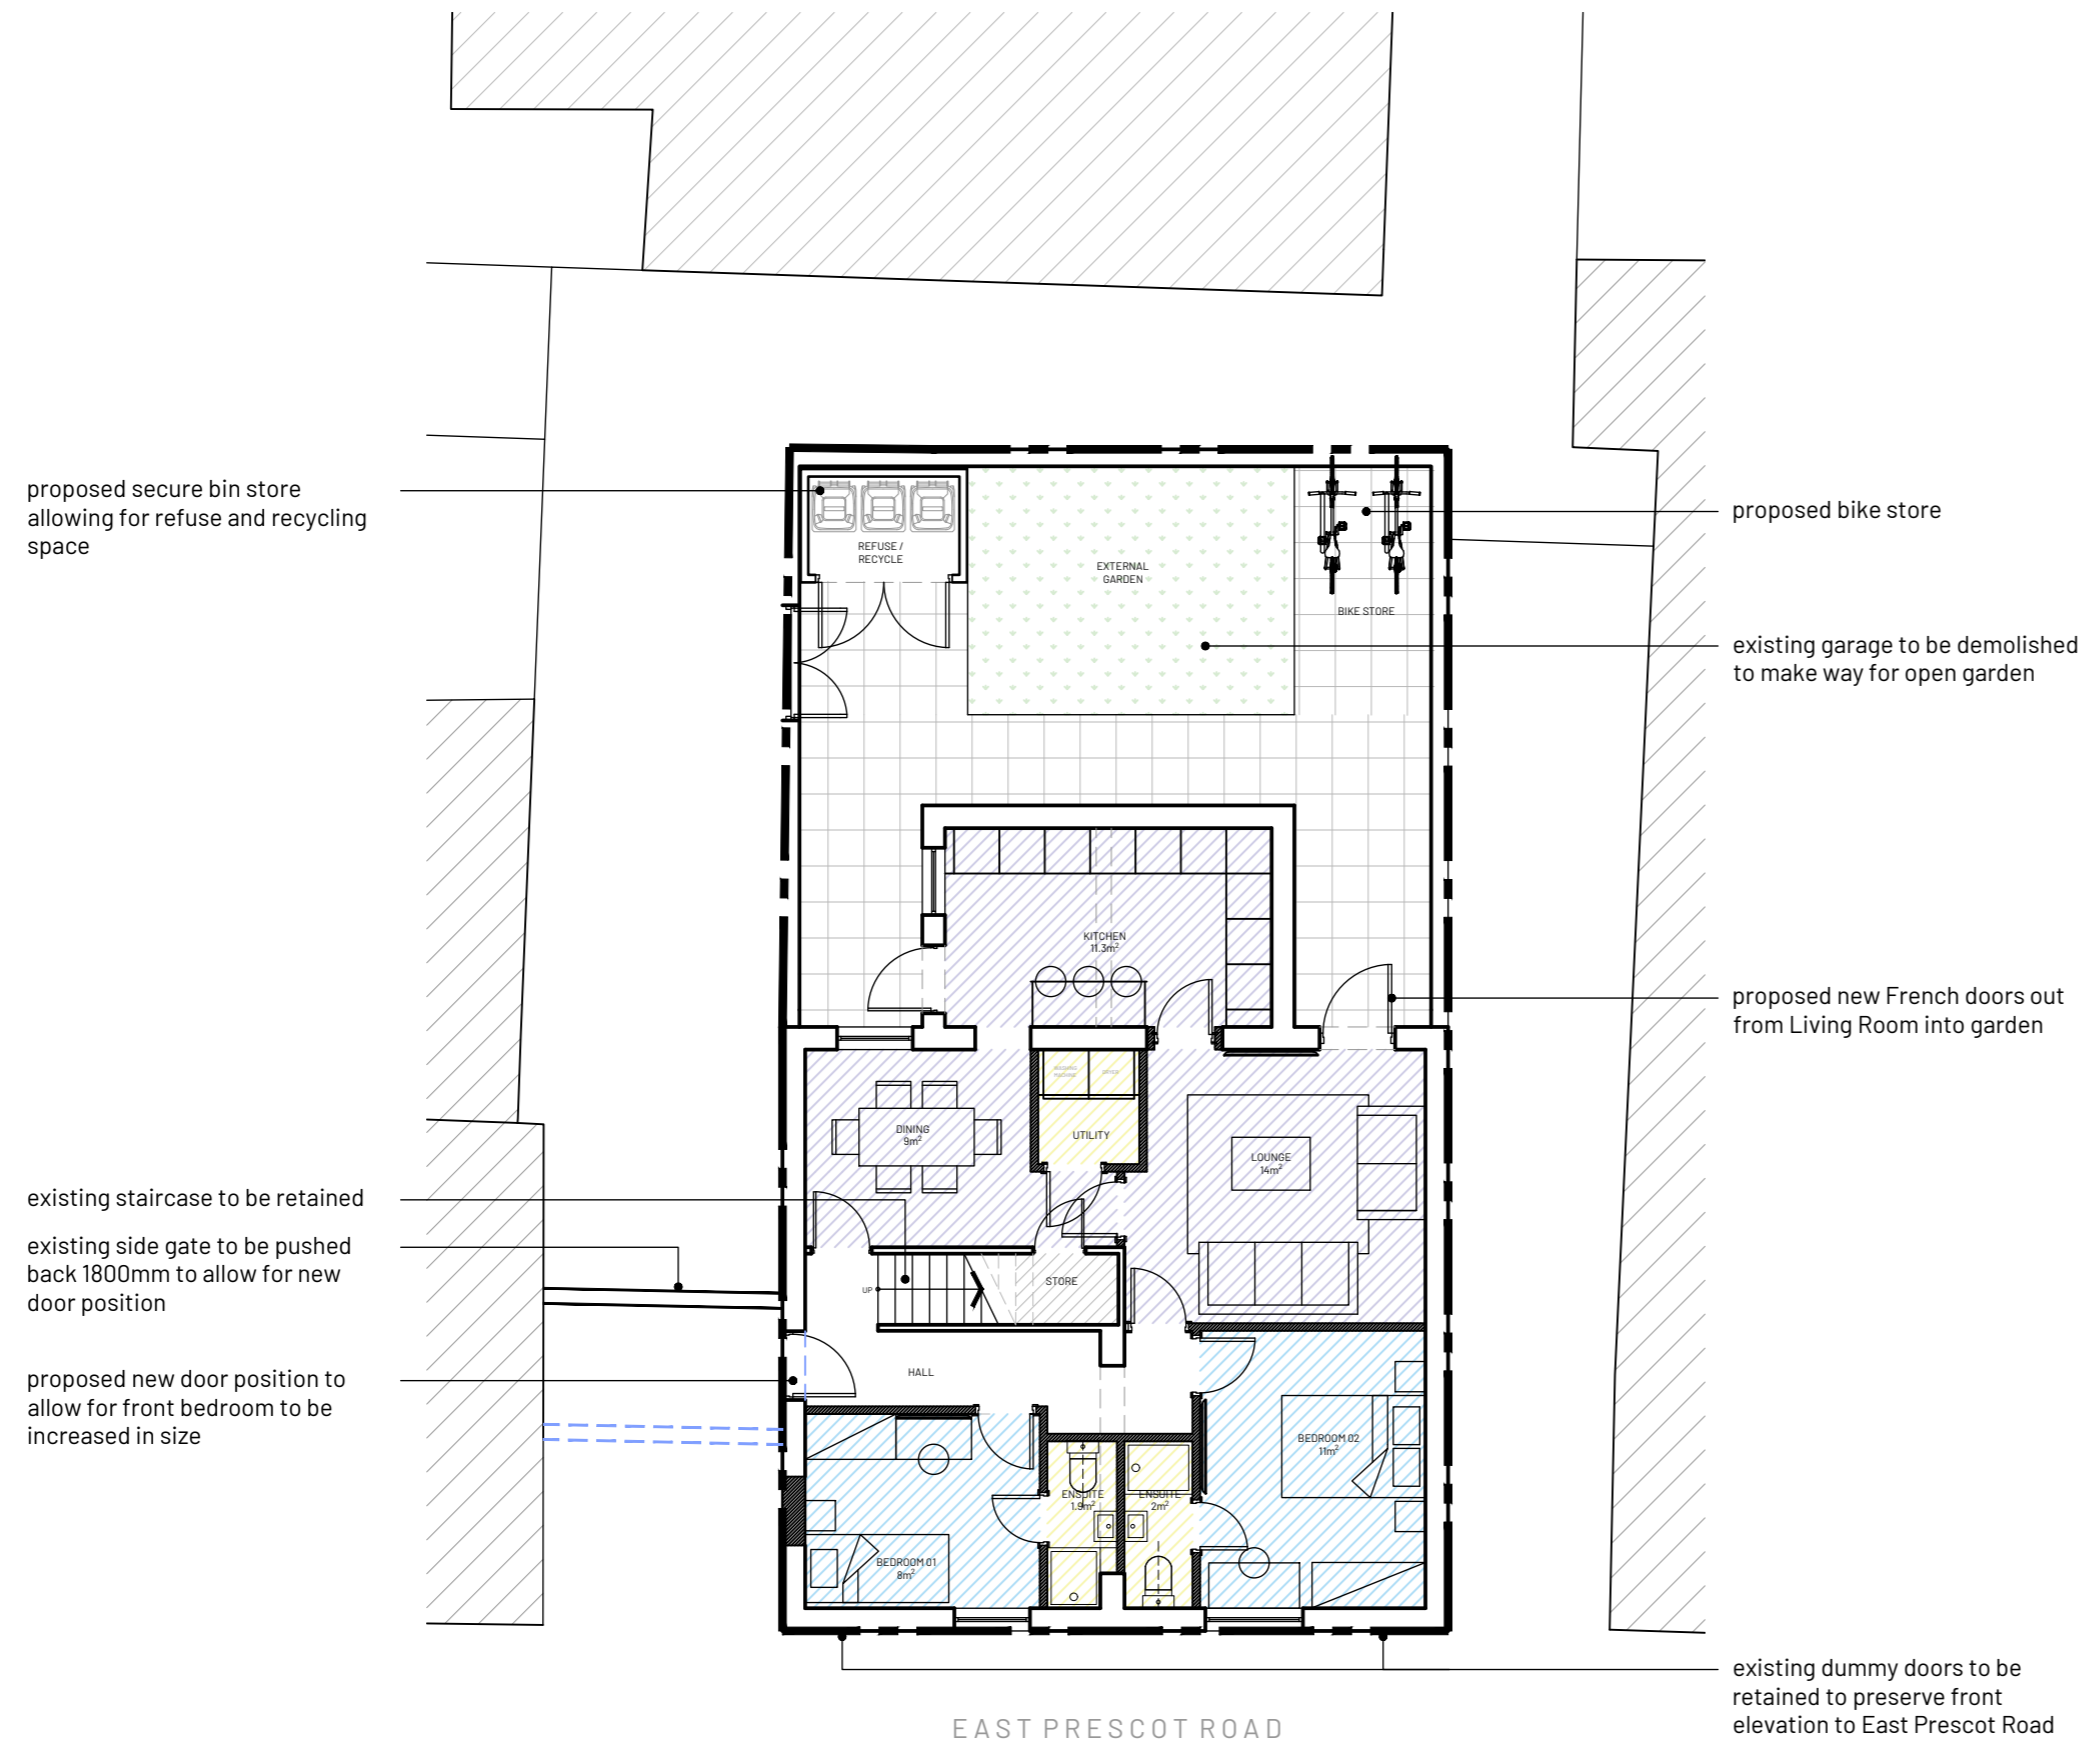 proposed secure bin store
allowing for refuse and recycling
space
existing staircase to be retained
existing side gate to be pushed
back 1800mm to allow for new
door position
proposed new door position to
allow for front bedroom to be
increased in size
REFUSE /
RECYCLE
EXTERNAL
GARDEN
BIKE STORE
KITCHEN
11.3m²
DINING
9m²
WASHING
MACHINE
DRYER
UTILITY
LOUNGE
14m²
UP
STORE
HALL
BEDROOM 02
11m²
ENSUITE
1.9m²
ENSUITE
2m²
BEDROOM 01
8m²
proposed bike store
existing garage to be demolished
to make way for open garden
proposed new French doors out
from Living Room into garden
existing dummy doors to be
retained to preserve front
elevation to East Prescot Road
EAST PRESCOT ROAD